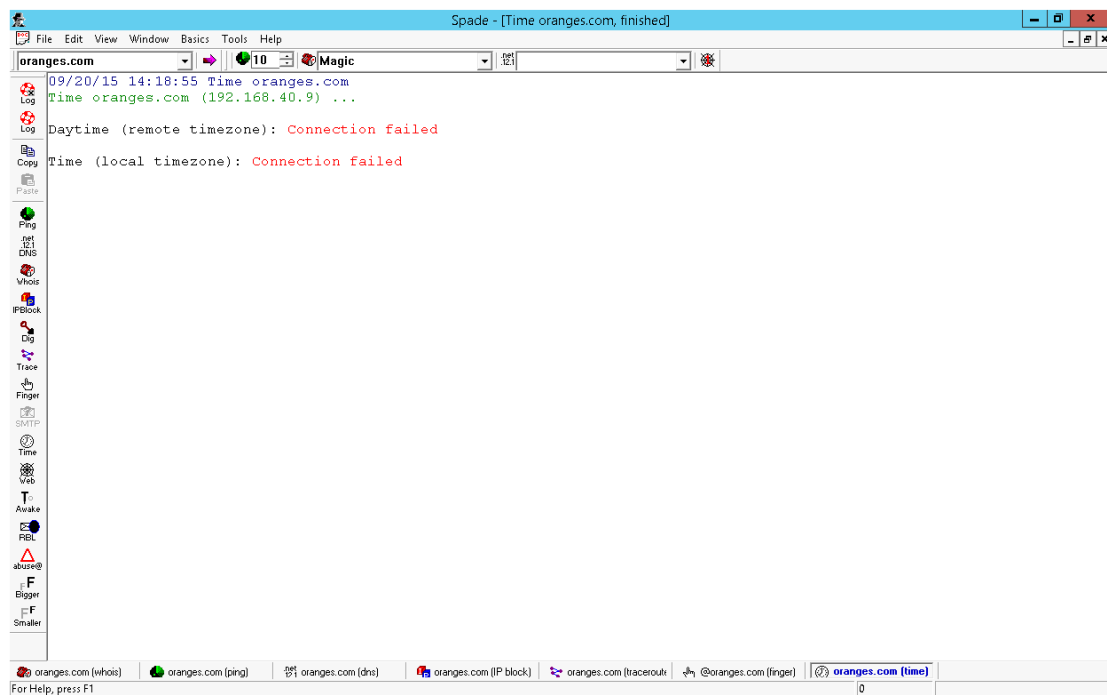 Spade - [Time oranges.com, finished]
File Edit View Window Basics Tools Help
oranges.com 10 Magic .net 12.1
09/20/15 14:18:55 Time oranges.com
Time oranges.com (192.168.40.9) ...
Daytime (remote timezone): Connection failed
Time (local timezone): Connection failed
Log
Log
Copy
Paste
Ping
.net
.12.1
DNS
Whois
IPBlock
Dig
Trace
Finger
SMTP
Time
Web
Awake
RBL
abuse@
FF
Bigger
FF
Smaller
oranges.com (whois) oranges.com (ping) oranges.com (dns) oranges.com (IP block) oranges.com (traceroute @oranges.com (finger) oranges.com (time)
For Help, press F1 0